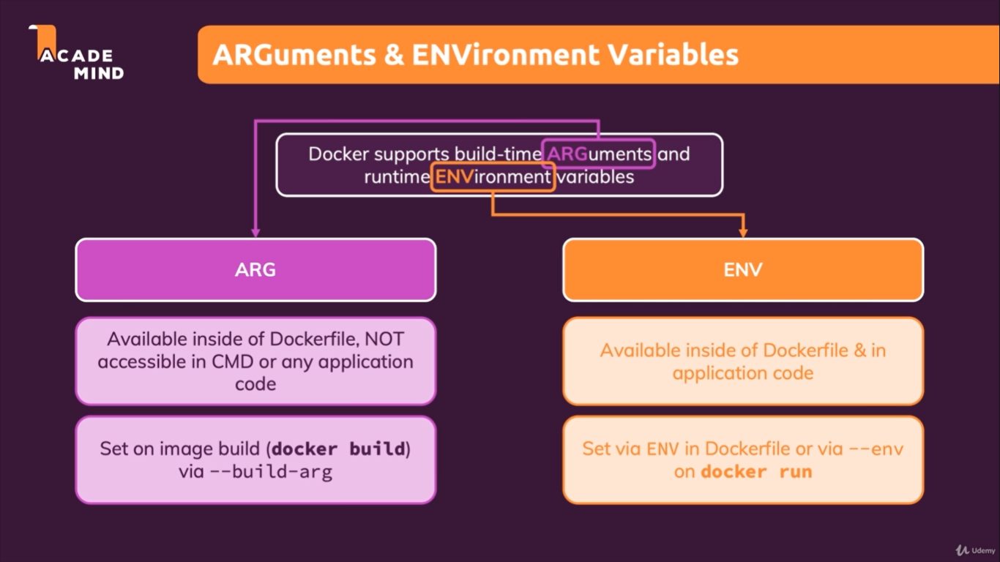 ACADE
MIND
ARGuments & ENVironment Variables
Docker supports build-time ARGuments and
runtime ENVironment variables
ARG
Available inside of Dockerfile, NOT
accessible in CMD or any application
code
Set on image build (docker build)
via --build-arg
ENV
Available inside of Dockerfile & in
application code
Set via ENV in Dockerfile or via --env
on docker run
Udemy